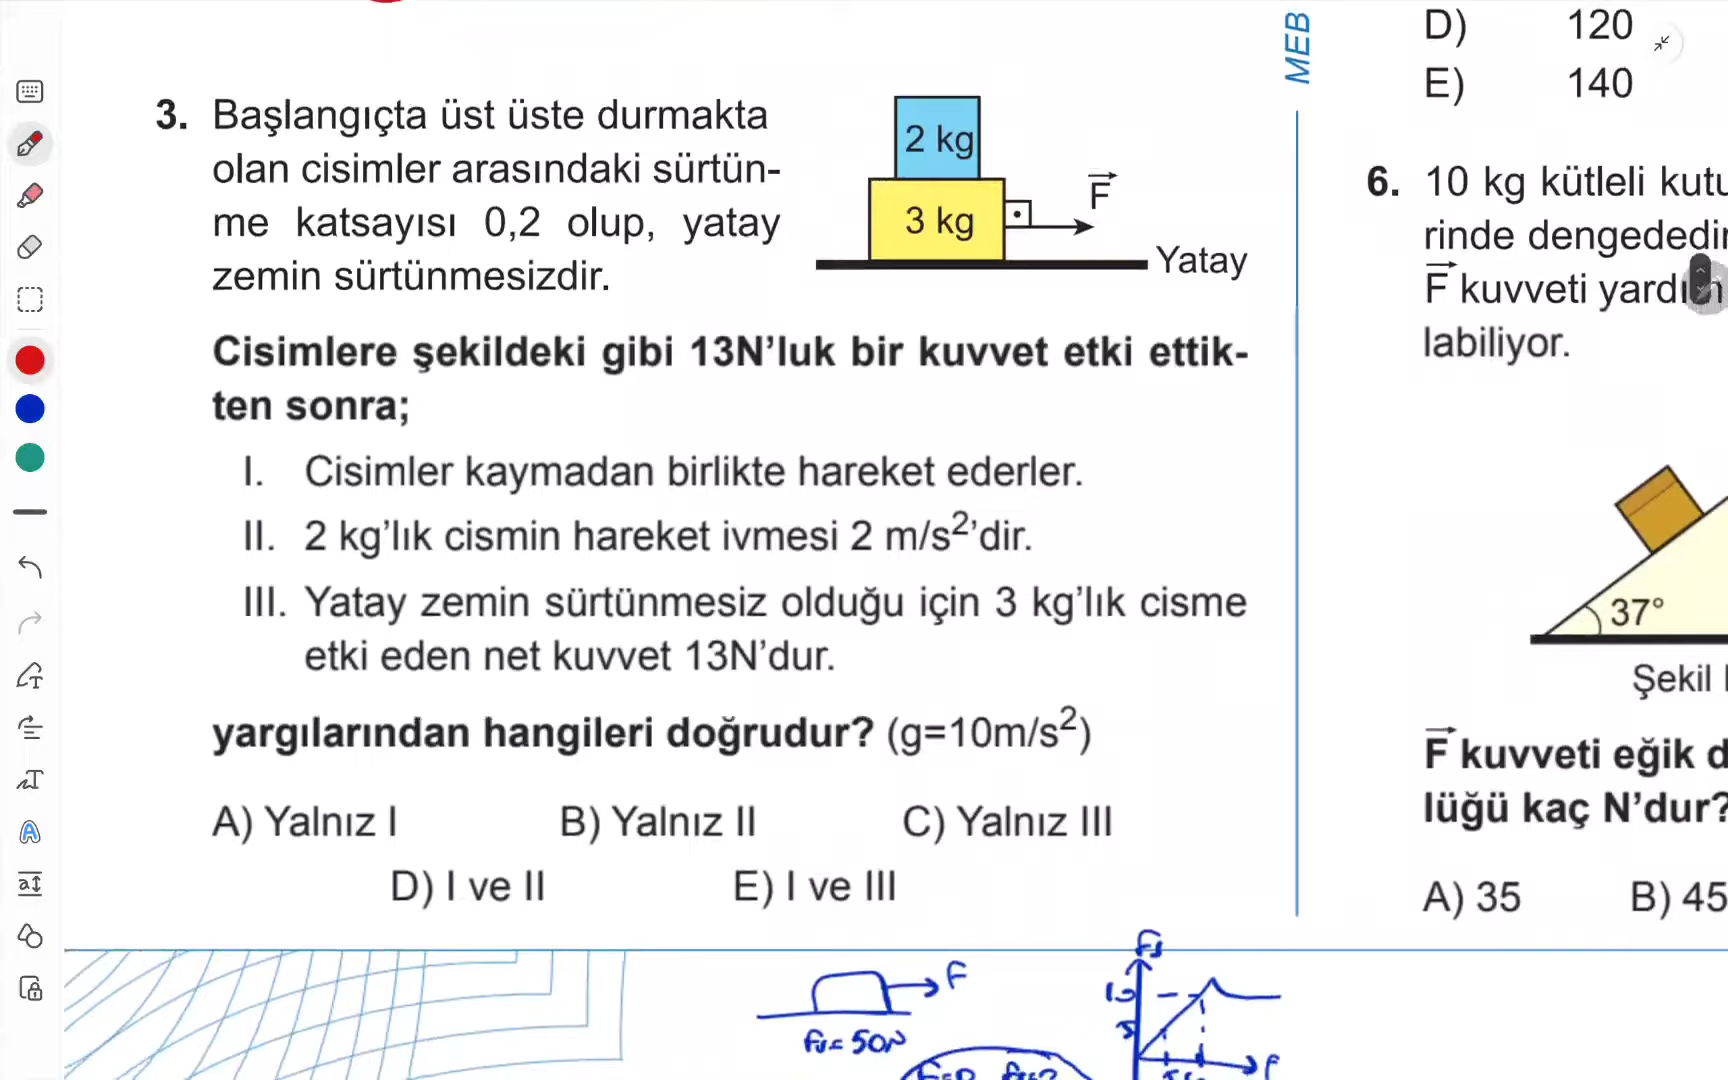 3. Başlangıçta üst üste durmakta
olan cisimler arasındaki sürtün-
me katsayısı 0,2 olup, yatay
zemin sürtünmesizdir.
2 kg
3 kg
F
Yatay
Cisimlere şekildeki gibi 13N'luk bir kuvvet etki ettik-
ten sonra;
I. Cisimler kaymadan birlikte hareket ederler.
II. 2 kg'lık cismin hareket ivmesi 2 m/s²'dir.
III. Yatay zemin sürtünmesiz olduğu için 3 kg'lık cisme
etki eden net kuvvet 13N'dur.
yargılarından hangileri doğrudur? (g=10m/s²)
A) Yalnız I B) Yalnız II C) Yalnız III
D) I ve II E) I ve III
MEB
D) 120
E) 140
6. 10 kg kütleli kutu
rinde dengededir
F kuvveti
labiliyor.
37°
Şekil I
F kuvveti eğik d
lüğü kaç N'dur?
A) 35 B) 45
F
fs = 50N
Fs
10
5
F